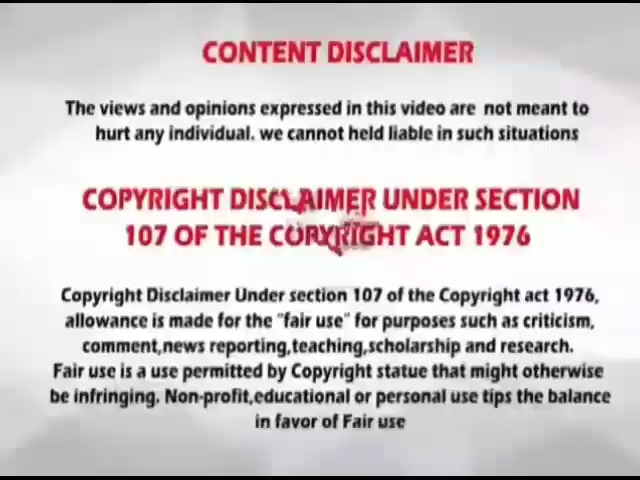 CONTENT DISCLAIMER
The views and opinions expressed in this video are not meant to
hurt any individual. we cannot held liable in such situations
COPYRIGHT DISCLAIMER UNDER SECTION
107 OF THE COPYRIGHT ACT 1976
Copyright Disclaimer Under section 107 of the Copyright act 1976,
allowance is made for the "fair use" for purposes such as criticism,
comment,news reporting,teaching,scholarship and research.
Fair use is a use permitted by Copyright statue that might otherwise
be infringing. Non-profit,educational or personal use tips the balance
in favor of Fair use